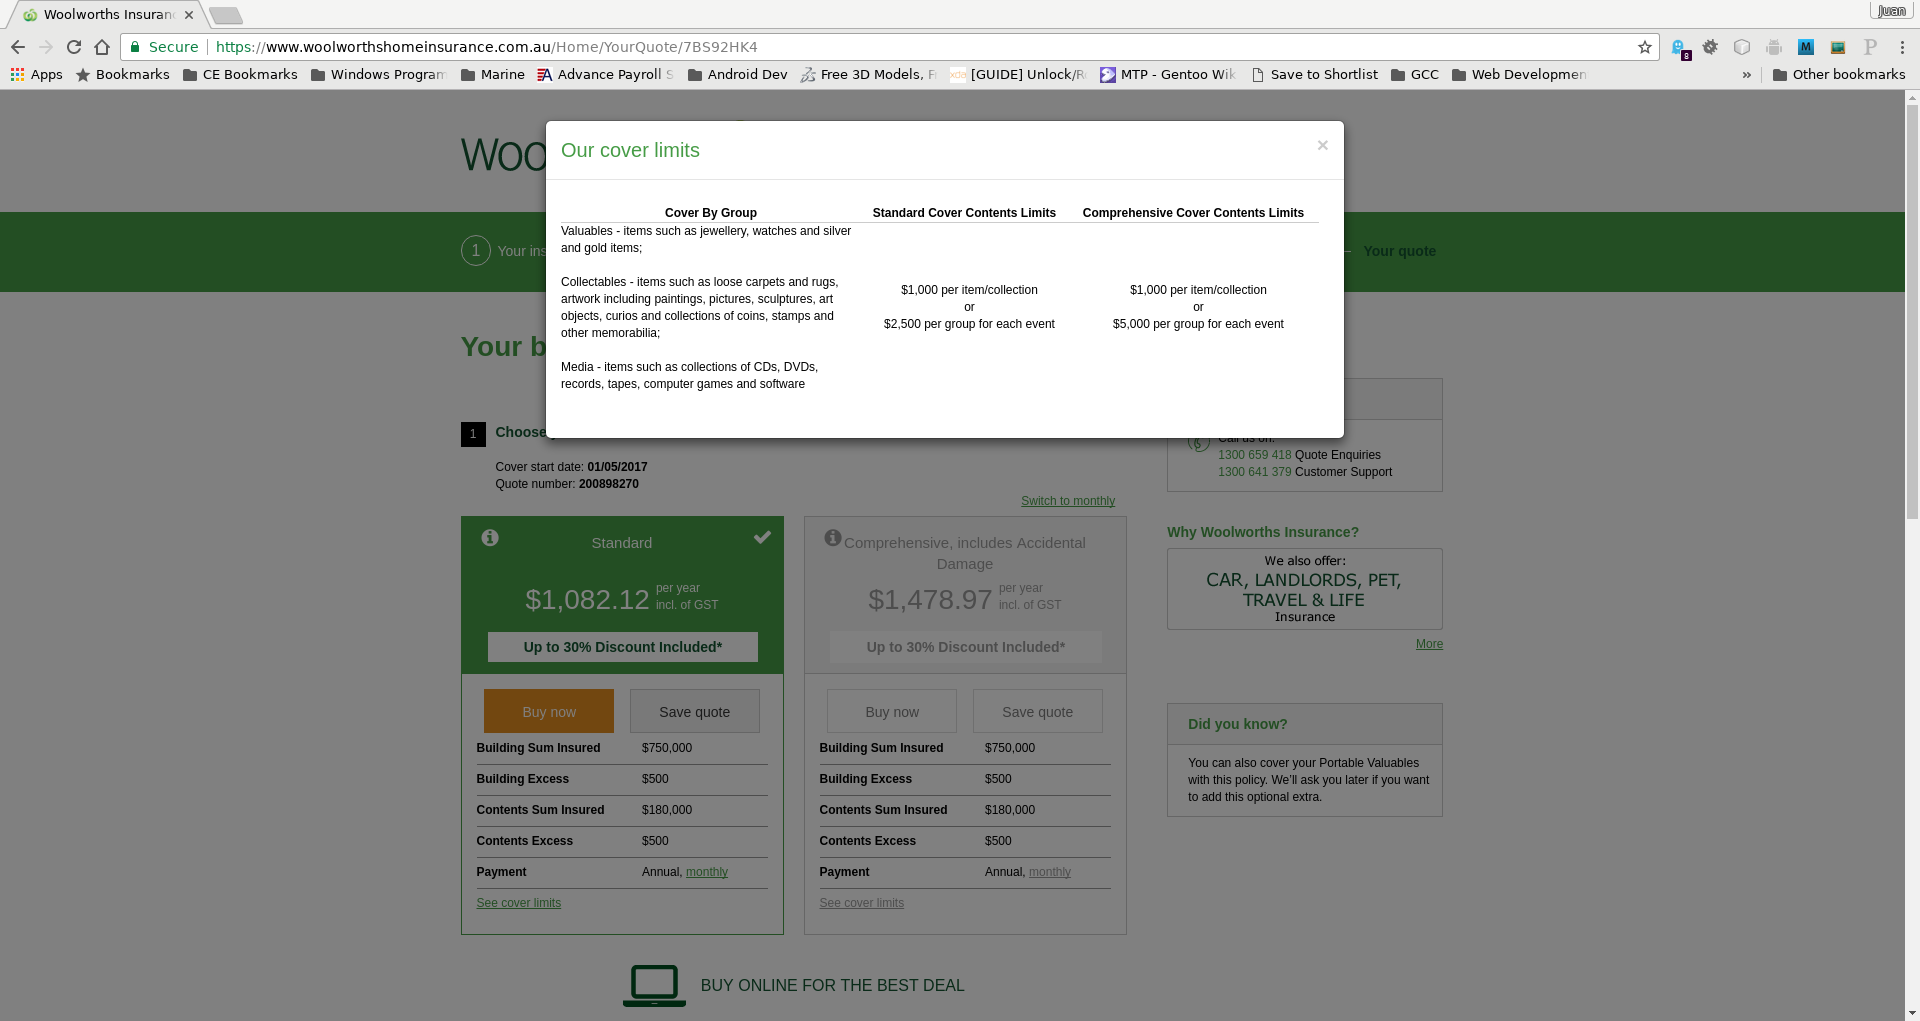 Woolworths Insuran
Juan
Secure
https://www.woolworthshomeinsurance.com.au/Home/YourQuote/7BS92HK4
8
M
P
Apps
Bookmarks
CE Bookmarks
Windows Program
Marine
Advance Payroll S
Android Dev
Free 3D Models, F
xda
[GUIDE] Unlock/R
MTP - Gentoo Wik
Save to Shortlist
GCC
Web Developmen
»
Other bookmarks
Woo
Our cover limits
×
Cover By Group
Standard Cover Contents Limits
Comprehensive Cover Contents Limits
Valuables - items such as jewellery, watches and silver
and gold items;
Collectables - items such as loose carpets and rugs,
artwork including paintings, pictures, sculptures, art
objects, curios and collections of coins, stamps and
other memorabilia;
Media - items such as collections of CDs, DVDs,
records, tapes, computer games and software
$1,000 per item/collection
or
$2,500 per group for each event
$1,000 per item/collection
or
$5,000 per group for each event
1
Your ins
Your quote
Your b
1
Choose
Cover start date: 01/05/2017
Quote number: 200898270
Switch to monthly
Standard
$1,082.12
per year
incl. of GST
Up to 30% Discount Included*
Buy now
Save quote
Building Sum Insured $750,000
Building Excess $500
Contents Sum Insured $180,000
Contents Excess $500
Payment Annual, monthly
See cover limits
Comprehensive, includes Accidental
Damage
$1,478.97
per year
incl. of GST
Up to 30% Discount Included*
Buy now
Save quote
Building Sum Insured $750,000
Building Excess $500
Contents Sum Insured $180,000
Contents Excess $500
Payment Annual, monthly
See cover limits
Call us on:
1300 659 418 Quote Enquiries
1300 641 379 Customer Support
Why Woolworths Insurance?
We also offer:
CAR, LANDLORDS, PET,
TRAVEL & LIFE
Insurance
More
Did you know?
You can also cover your Portable Valuables
with this policy. We'll ask you later if you want
to add this optional extra.
BUY ONLINE FOR THE BEST DEAL